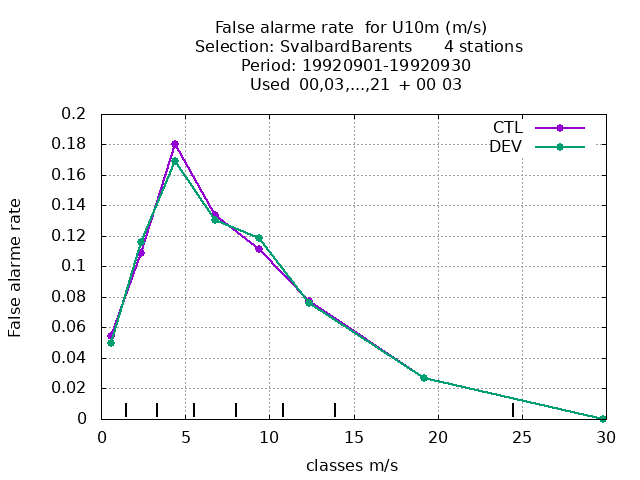 False alarme rate  for U10m (m/s)
Selection: SvalbardBarents      4 stations
Period: 19920901-19920930
Used  00,03,...,21  + 00 03
CTL
DEV
False alarme rate
0.2
0.18
0.16
0.14
0.12
0.1
0.08
0.06
0.04
0.02
0
0 5 10 15 20 25 30
classes m/s